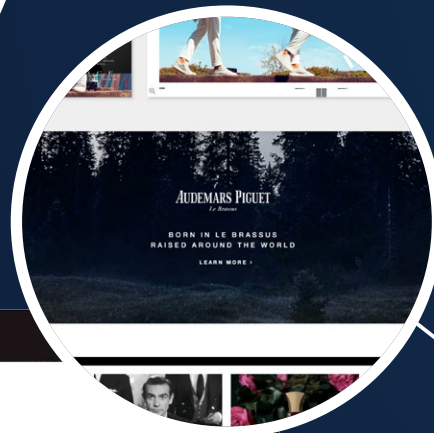 AUDEMARS PIGUET
Le Brassus
BORN IN LE BRASSUS
RAISED AROUND THE WORLD
LEARN MORE ›